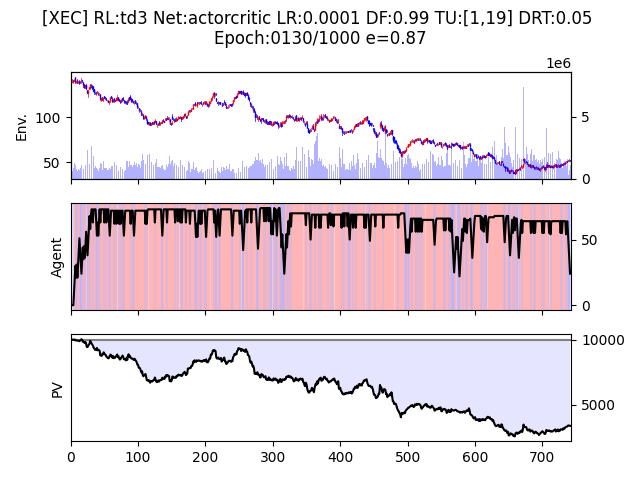 [XEC] RL:td3 Net:actorcritic LR:0.0001 DF:0.99 TU:[1,19] DRT:0.05
Epoch:0130/1000 e=0.87
1e6
Env.
100
50
5
0
Agent
50
0
PV
10000
5000
0 100 200 300 400 500 600 700